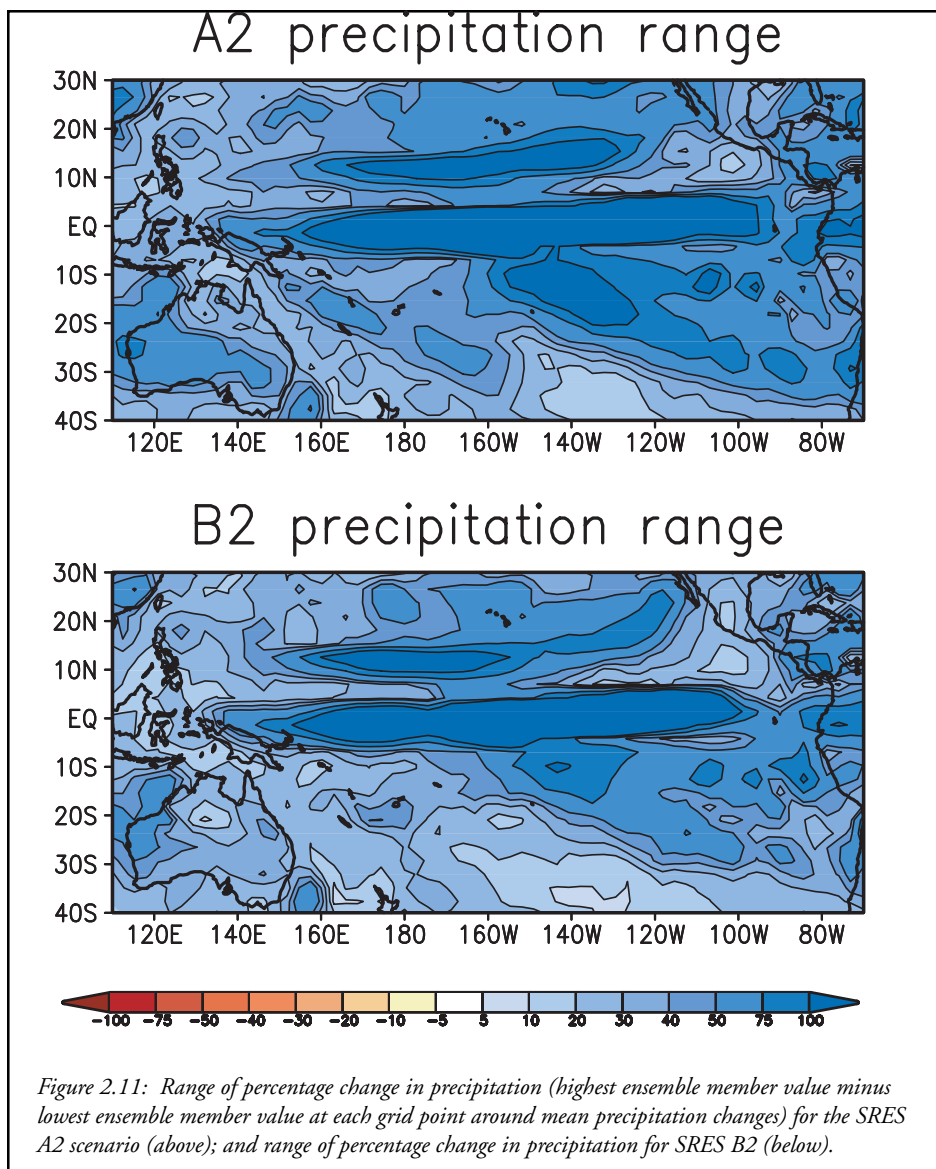 A2 precipitation range
30N
20N
10N
EQ
10S
20S
30S
40S
120E 140E 160E 180 160W 140W 120W 100W 80W
B2 precipitation range
30N
20N
10N
EQ
10S
20S
30S
40S
120E 140E 160E 180 160W 140W 120W 100W 80W
-100 -75 -50 -40 -30 -20 -10 -5 5 10 20 30 40 50 75 100
Figure 2.11: Range of percentage change in precipitation (highest ensemble member value minus
lowest ensemble member value at each grid point around mean precipitation changes) for the SRES
A2 scenario (above); and range of percentage change in precipitation for SRES B2 (below).